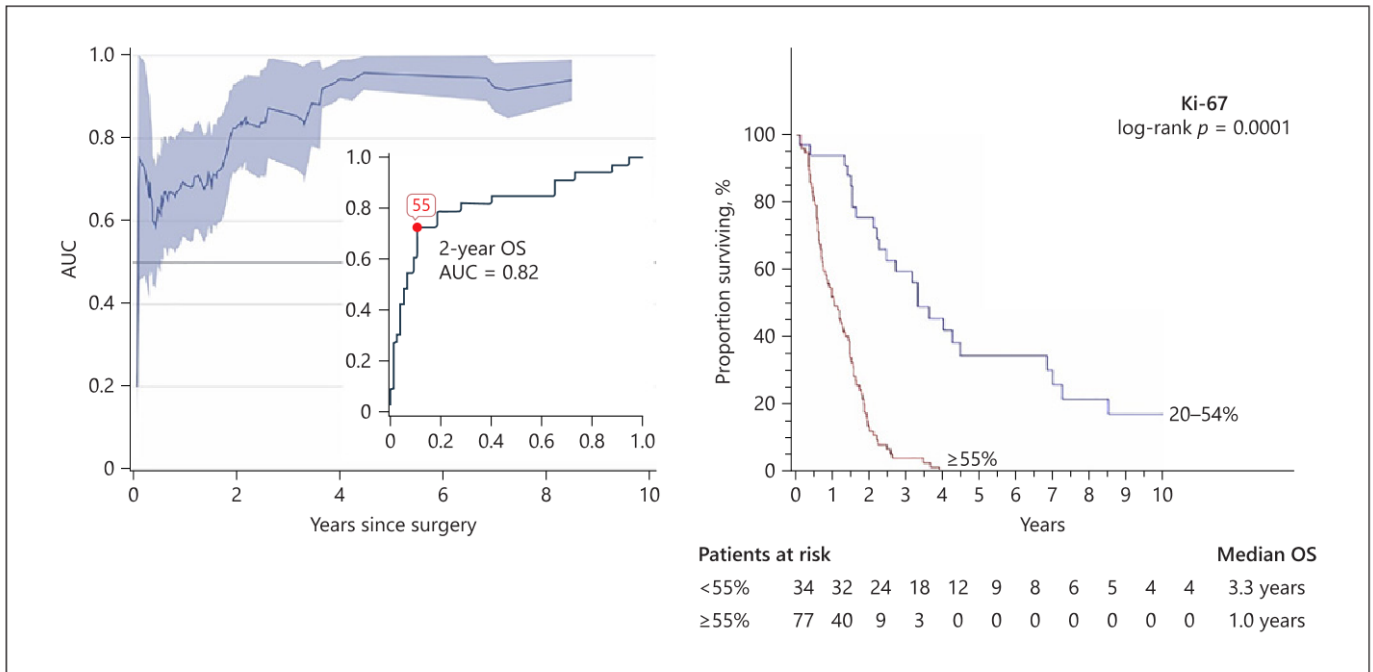 1.0
0.8
0.6
0.4
0.2
0
AUC
0 2 4 6 8 10
Years since surgery
1.0
0.8
0.6
0.4
0.2
0
0 0.2 0.4 0.6 0.8 1.0
55
2-year OS
AUC = 0.82
Ki-67
log-rank p = 0.0001
100
80
60
40
20
0
Proportion surviving, %
20–54%
≥55%
0 1 2 3 4 5 6 7 8 9 10
Years
Patients at risk Median OS
<55% 34 32 24 18 12 9 8 6 5 4 4 3.3 years
≥55% 77 40 9 3 0 0 0 0 0 0 0 1.0 years